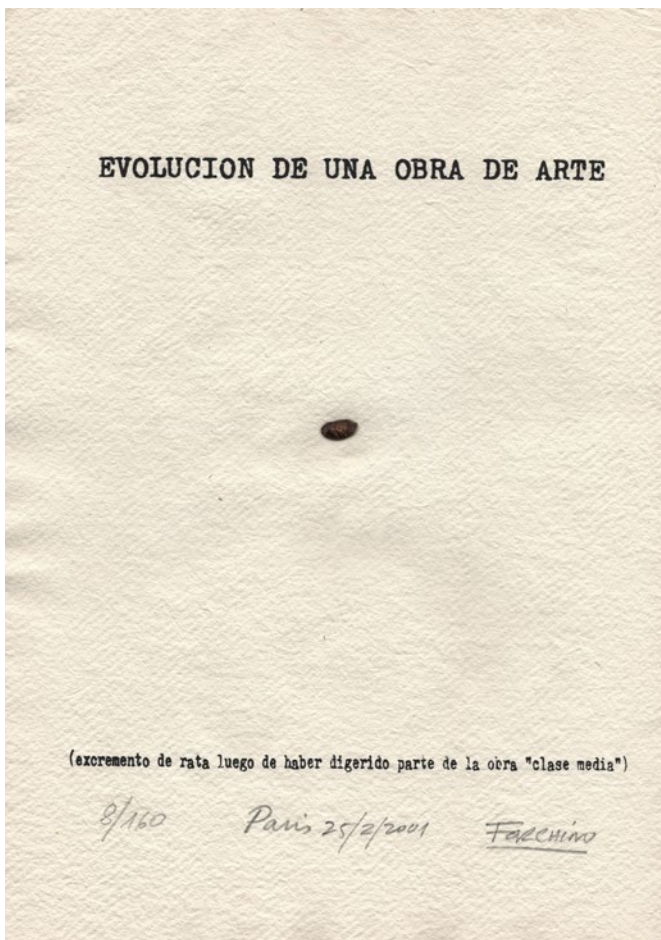 EVOLUCION DE UNA OBRA DE ARTE
(excremento de rata luego de haber digerido parte de la obra "clase media")
8/160 Paris 25/2/2001